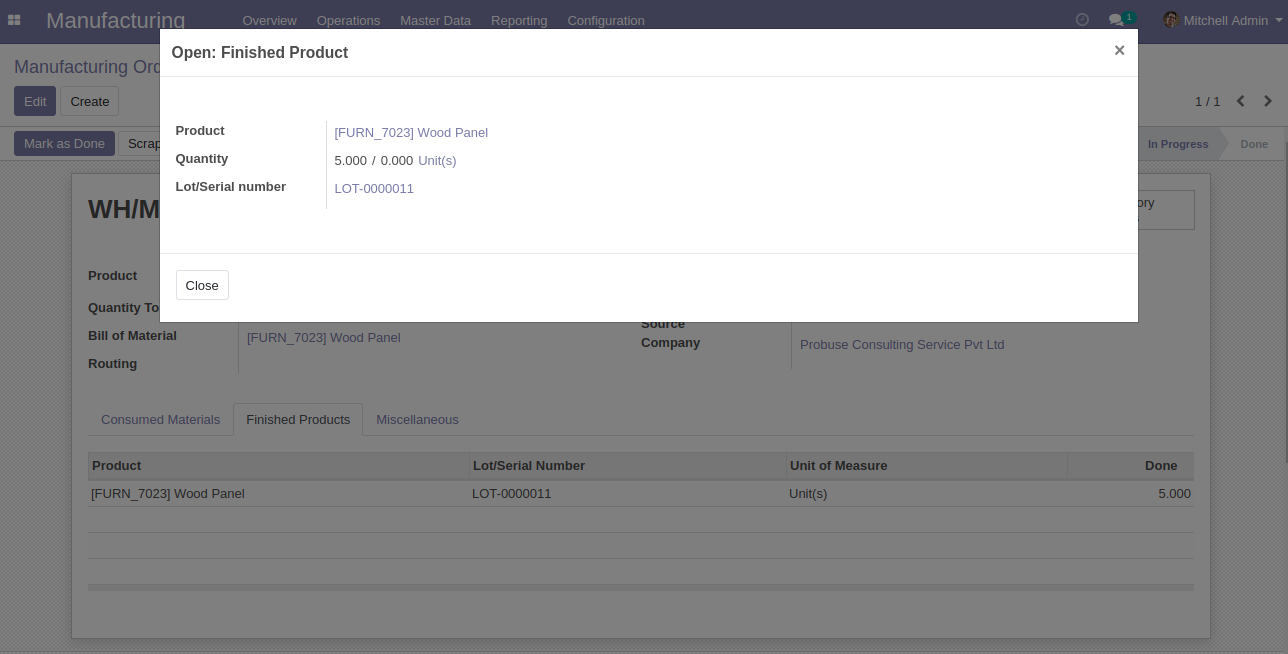 Manufacturing Overview Operations Master Data Reporting Configuration 1 Mitchell Admin
Open: Finished Product ×
Manufacturing
Edit Create 1 / 1
Product [FURN_7023] Wood Panel
Mark as Done Scrap In Progress Done
Quantity 5.000 / 0.000 Unit(s)
Lot/Serial number LOT-0000011
WH/M
Close
Product
Quantity To
Source
Bill of Material [FURN_7023] Wood Panel
Company Probuse Consulting Service Pvt Ltd
Routing
Consumed Materials Finished Products Miscellaneous
Product Lot/Serial Number Unit of Measure Done
[FURN_7023] Wood Panel LOT-0000011 Unit(s) 5.000